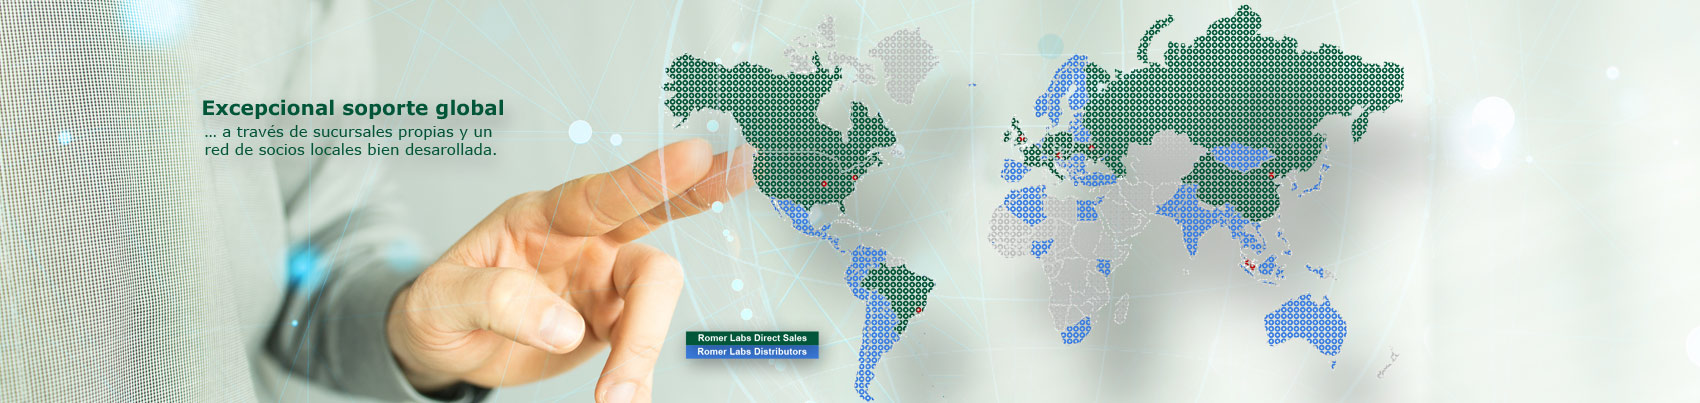 Excepcional soporte global
... a través de sucursales propias y un
red de socios locales bien desarollada.
Romer Labs Direct Sales
Romer Labs Distributors